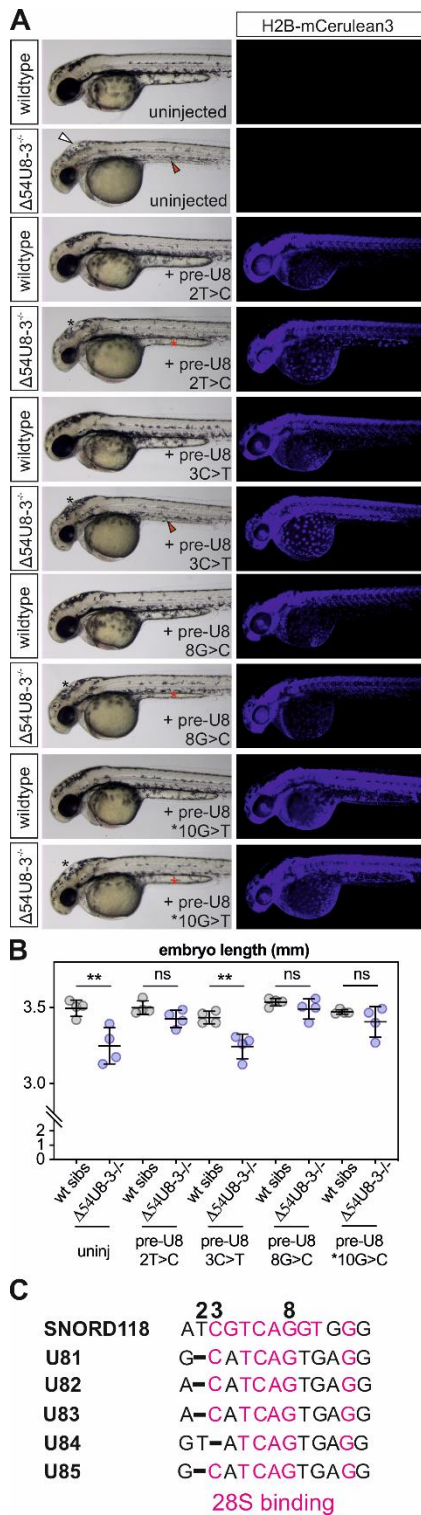 A
H2B-mCerulean3
wildtype
uninjected
Δ54U8-3-/-
uninjected
wildtype
+ pre-U8
2T>C
Δ54U8-3-/-
*
*
+ pre-U8
2T>C
wildtype
+ pre-U8
3C>T
Δ54U8-3-/-
*
+ pre-U8
3C>T
wildtype
+ pre-U8
8G>C
Δ54U8-3-/-
*
*
+ pre-U8
8G>C
wildtype
+ pre-U8
*10G>T
Δ54U8-3-/-
*
*
+ pre-U8
*10G>T
B
embryo length (mm)
** ns ** ns ns
3.5
3.0
2
1
0
wt sibs Δ54U8-3-/- wt sibs Δ54U8-3-/- wt sibs Δ54U8-3-/- wt sibs Δ54U8-3-/- wt sibs Δ54U8-3-/-
uninj pre-U8 pre-U8 pre-U8 pre-U8
2T>C 3C>T 8G>C *10G>C
C
23 8
SNORD118 ATCGTCAGGTGGG
U81 G-CATCAGTGAGG
U82 A-CATCAGTGAGG
U83 A-CATCAGTGAGG
U84 GT-ATCAGTGAGG
U85 G-CATCAGTGAGG
28S binding